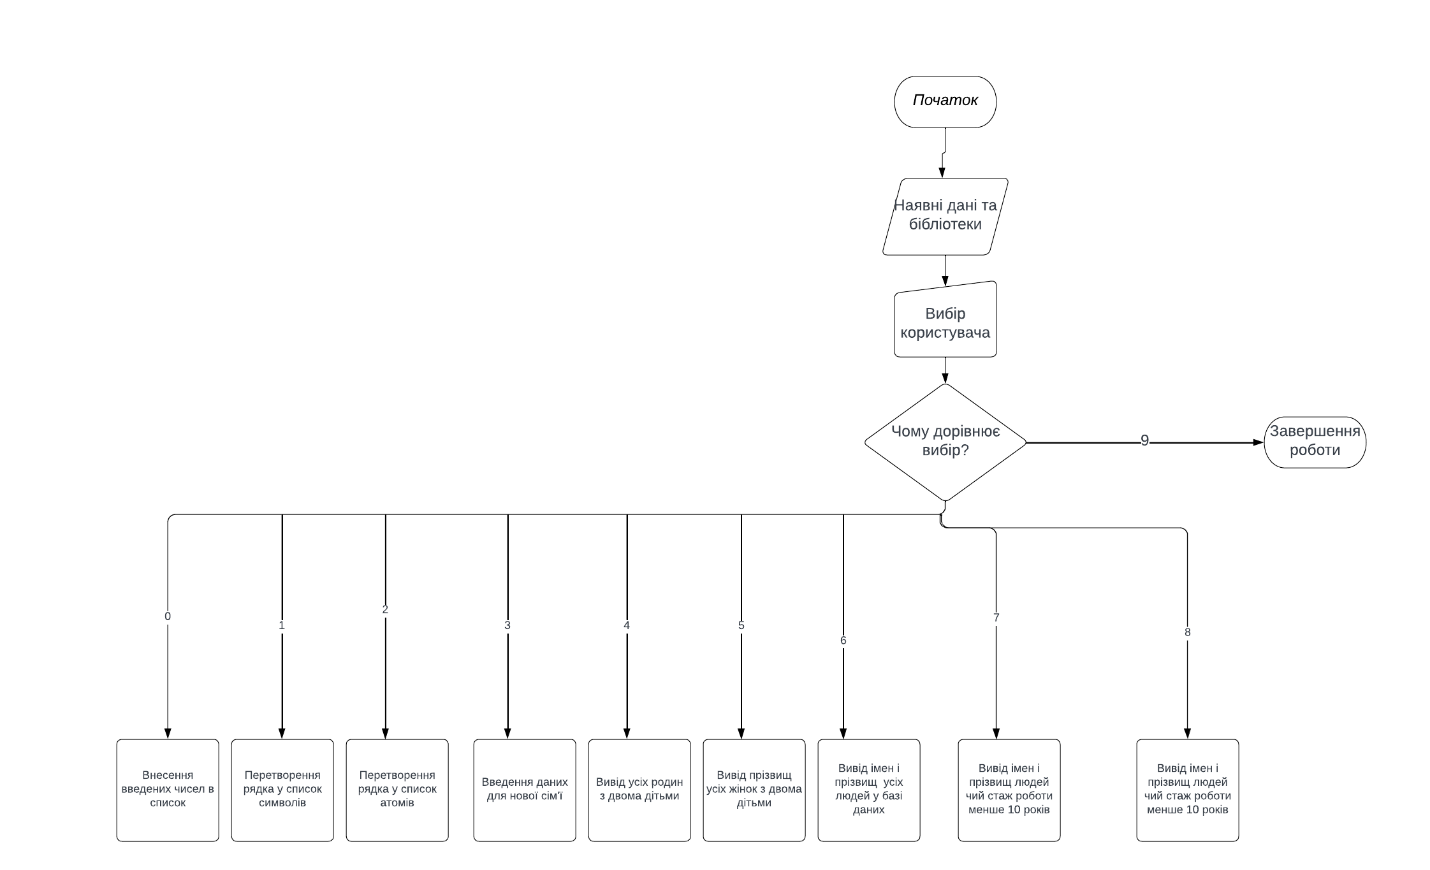 Початок
Наявні дані та
бібліотеки
Вибір
користувача
Чому дорівнює
вибір?
9
Завершення
роботи
0
1
2
3
4
5
6
7
8
Внесення
введених чисел в
список
Перетворення
рядка у список
символів
Перетворення
рядка у список
атомів
Введення даних
для нової сім'ї
Вивід усіх родин
з двома дітьми
Вивід прізвищ
усіх жінок з двома
дітьми
Вивід імен і
прізвищ усіх
людей у базі
даних
Вивід імен і
прізвищ людей
чий стаж роботи
менше 10 років
Вивід імен і
прізвищ людей
чий стаж роботи
менше 10 років